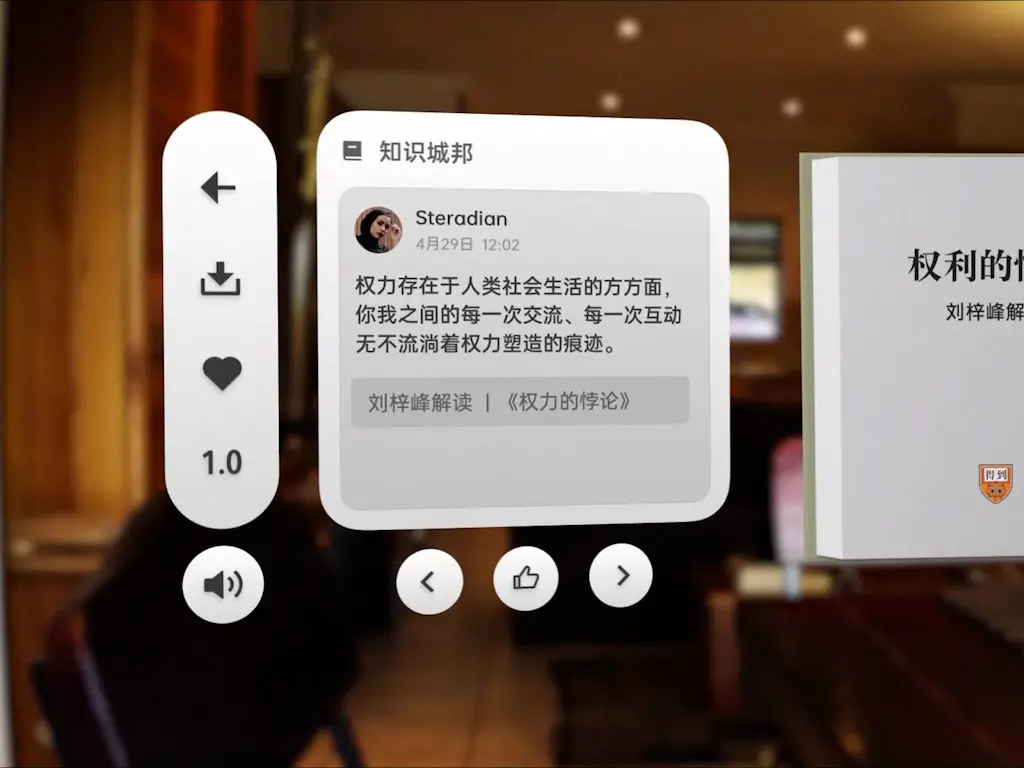 知识城邦
Steradian
4月29日 12:02
权力存在于人类社会生活的方方面，
你我之间的每一次交流、每一次互动
无不流淌着权力塑造的痕迹。
刘梓峰解读 | 《权力的悖论》
1.0
权利的
刘梓峰解
得到